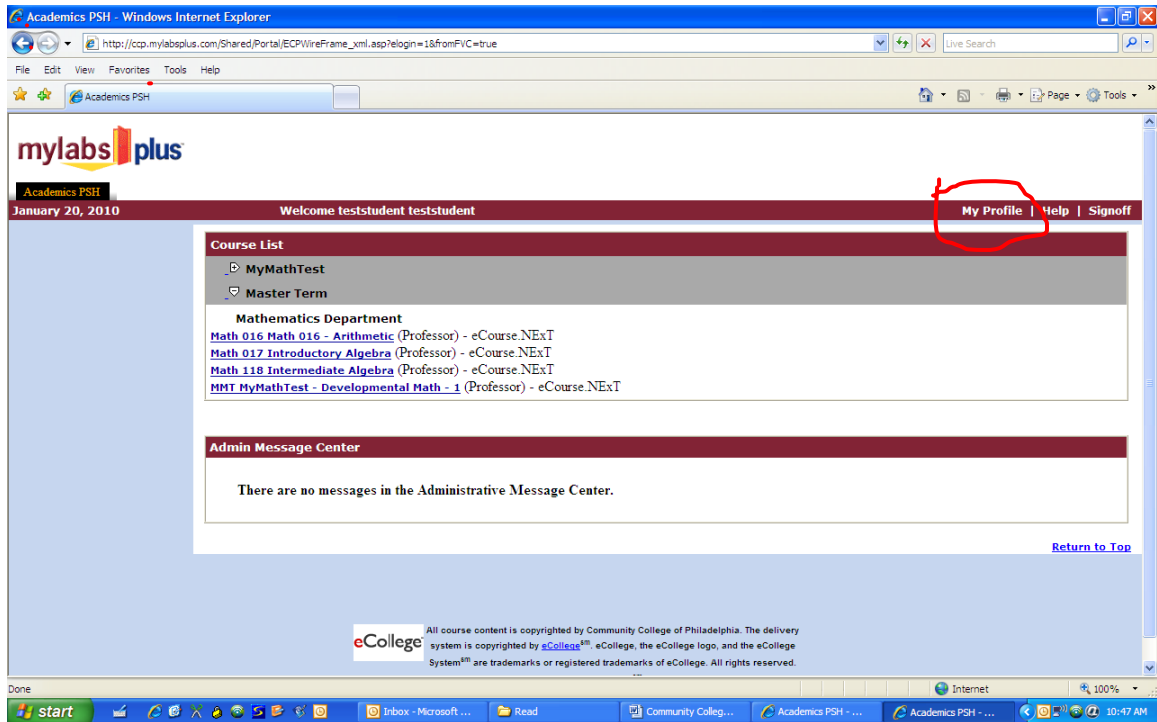 Academics PSH - Windows Internet Explorer
http://ccp.mylabsplus.com/Shared/Portal/ECPWireFrame_xml.asp?elogin=1&fromFVC=true
Live Search
File Edit View Favorites Tools Help
Academics PSH
Page Tools
mylabs plus
Academics PSH
January 20, 2010 Welcome teststudent teststudent My Profile | Help | Signoff
Course List
MyMathTest
Master Term
Mathematics Department
Math 016 Math 016 - Arithmetic (Professor) - eCourse.NExT
Math 017 Introductory Algebra (Professor) - eCourse.NExT
Math 118 Intermediate Algebra (Professor) - eCourse.NExT
MMT MyMathTest - Developmental Math - 1 (Professor) - eCourse.NExT
Admin Message Center
There are no messages in the Administrative Message Center.
Return to Top
eCollege
All course content is copyrighted by Community College of Philadelphia. The delivery
system is copyrighted by eCollege℠. eCollege, the eCollege logo, and the eCollege
System℠ are trademarks or registered trademarks of eCollege. All rights reserved.
Done Internet 100%
start Inbox - Microsoft ... Read Community Colleg... Academics PSH - ... Academics PSH - ... 10:47 AM